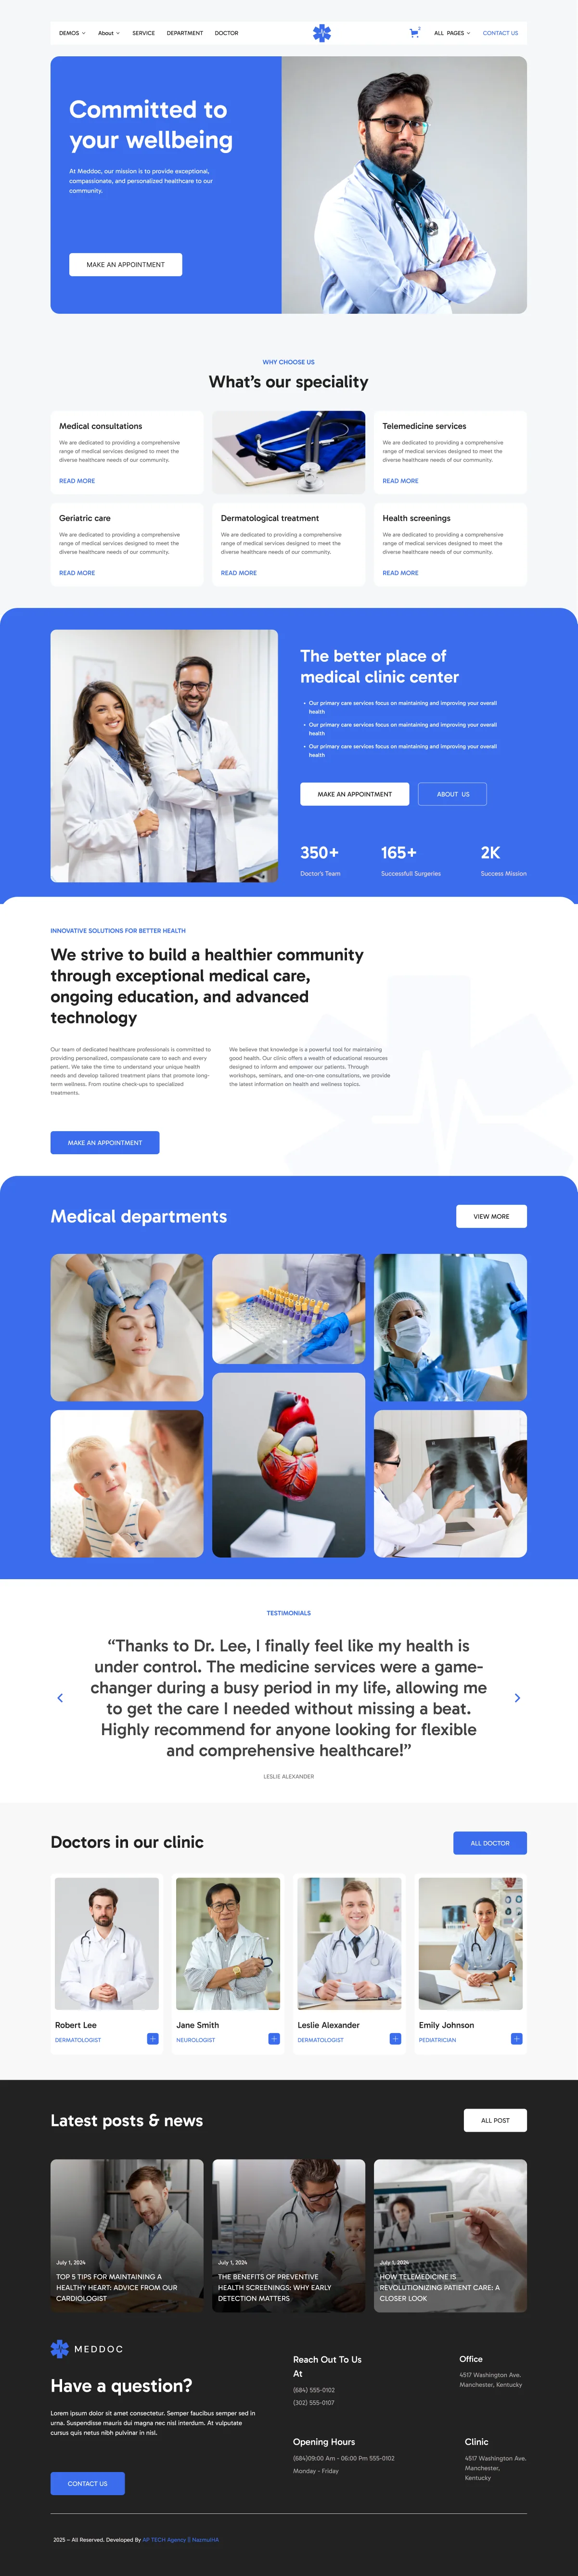 DEMOS About SERVICE DEPARTMENT DOCTOR
2
ALL PAGES CONTACT US
Committed to
your wellbeing
At Meddoc, our mission is to provide exceptional,
compassionate, and personalized healthcare to our
community.
MAKE AN APPOINTMENT
WHY CHOOSE US
What's our speciality
Medical consultations
We are dedicated to providing a comprehensive
range of medical services designed to meet the
diverse healthcare needs of our community.
READ MORE
Telemedicine services
We are dedicated to providing a comprehensive
range of medical services designed to meet the
diverse healthcare needs of our community.
READ MORE
Geriatric care
We are dedicated to providing a comprehensive
range of medical services designed to meet the
diverse healthcare needs of our community.
READ MORE
Dermatological treatment
We are dedicated to providing a comprehensive
range of medical services designed to meet the
diverse healthcare needs of our community.
READ MORE
Health screenings
We are dedicated to providing a comprehensive
range of medical services designed to meet the
diverse healthcare needs of our community.
READ MORE
The better place of
medical clinic center
• Our primary care services focus on maintaining and improving your overall
health
• Our primary care services focus on maintaining and improving your overall
health
• Our primary care services focus on maintaining and improving your overall
health
MAKE AN APPOINTMENT
ABOUT US
350+
Doctor's Team
165+
Successfull Surgeries
2K
Success Mission
INNOVATIVE SOLUTIONS FOR BETTER HEALTH
We strive to build a healthier community
through exceptional medical care,
ongoing education, and advanced
technology
Our team of dedicated healthcare professionals is committed to
providing personalized, compassionate care to each and every
patient. We take the time to understand your unique health
needs and develop tailored treatment plans that promote long-
term wellness. From routine check-ups to specialized
treatments.
We believe that knowledge is a powerful tool for maintaining
good health. Our clinic offers a wealth of educational resources
designed to inform and empower our patients. Through
workshops, seminars, and one-on-one consultations, we provide
the latest information on health and wellness topics.
MAKE AN APPOINTMENT
Medical departments
VIEW MORE
TESTIMONIALS
“Thanks to Dr. Lee, I finally feel like my health is
under control. The medicine services were a game-
changer during a busy period in my life, allowing me
to get the care I needed without missing a beat.
Highly recommend for anyone looking for flexible
and comprehensive healthcare!”
LESLIE ALEXANDER
Doctors in our clinic
ALL DOCTOR
Robert Lee
DERMATOLOGIST
Jane Smith
NEUROLOGIST
Leslie Alexander
DERMATOLOGIST
Emily Johnson
PEDIATRICIAN
Latest posts & news
ALL POST
July 1, 2024
TOP 5 TIPS FOR MAINTAINING A
HEALTHY HEART: ADVICE FROM OUR
CARDIOLOGIST
July 1, 2024
THE BENEFITS OF PREVENTIVE
HEALTH SCREENINGS: WHY EARLY
DETECTION MATTERS
July 1, 2024
HOW TELEMEDICINE IS
REVOLUTIONIZING PATIENT CARE: A
CLOSER LOOK
MEDDOC
Have a question?
Lorem ipsum dolor sit amet consectetur. Semper faucibus semper sed in
urna. Suspendisse mauris dui magna nec nisl interdum. At vulputate
cursus quis netus nibh pulvinar in nisl.
CONTACT US
Reach Out To Us
At
(684) 555-0102
(302) 555-0107
Office
4517 Washington Ave.
Manchester, Kentucky
Opening Hours
(684)09:00 Am - 06:00 Pm 555-0102
Monday - Friday
Clinic
4517 Washington Ave.
Manchester,
Kentucky
2025 – All Reserved. Developed By AP TECH Agency || NazmulHA